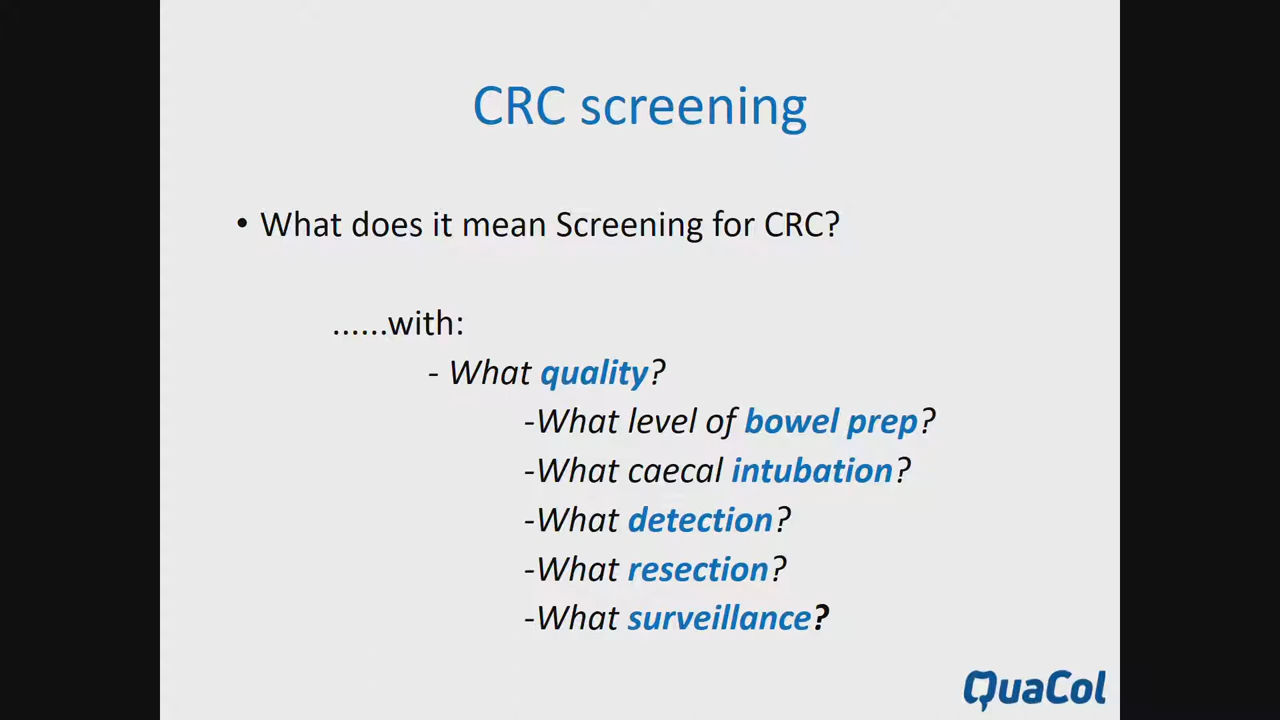 CRC screening
• What does it mean Screening for CRC?
......with:
- What quality?
-What level of bowel prep?
-What caecal intubation?
-What detection?
-What resection?
-What surveillance?
QuaCol